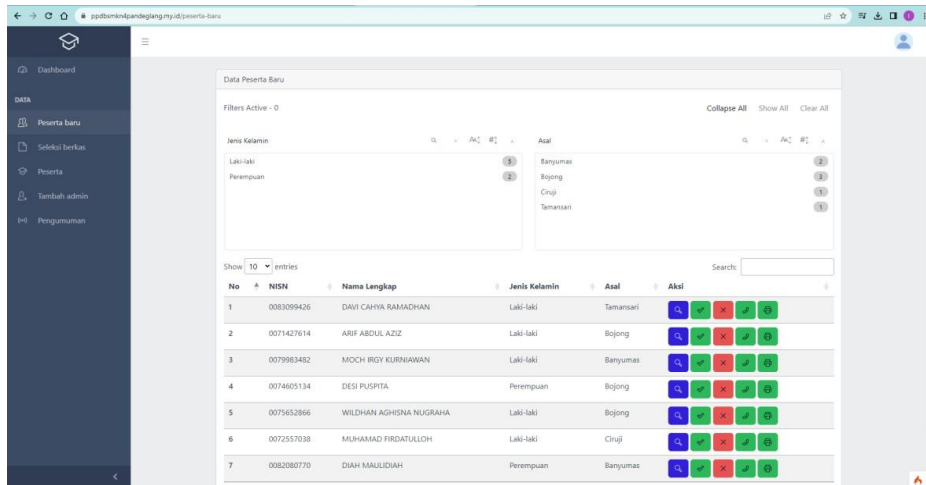 ppdbsmkn4pandeglang.my.id/peserta-baru
Dashboard
DATA
Peserta baru
Seleksi berkas
Peserta
Tambah admin
Pengumuman
Data Peserta Baru
Filters Active - 0
Collapse All Show All Clear All
Jenis Kelamin
Laki-laki 5
Perempuan 2
Asal
Banyumas 2
Bojong 3
Ciruji 1
Tamansari 1
Show 10 entries
Search:
No NISN Nama Lengkap Jenis Kelamin Asal Aksi
1 0083099426 DAVI CAHYA RAMADHAN Laki-laki Tamansari
2 0071427614 ARIF ABDUL AZIZ Laki-laki Bojong
3 0079983482 MOCH IRGY KURNIAWAN Laki-laki Banyumas
4 0074605134 DESI PUSPITA Perempuan Bojong
5 0075652866 WILDHAN AGHISNA NUGRAHA Laki-laki Bojong
6 0072557038 MUHAMAD FIRDATULLOH Laki-laki Ciruji
7 0082080770 DIAH MAULIDIAH Perempuan Banyumas